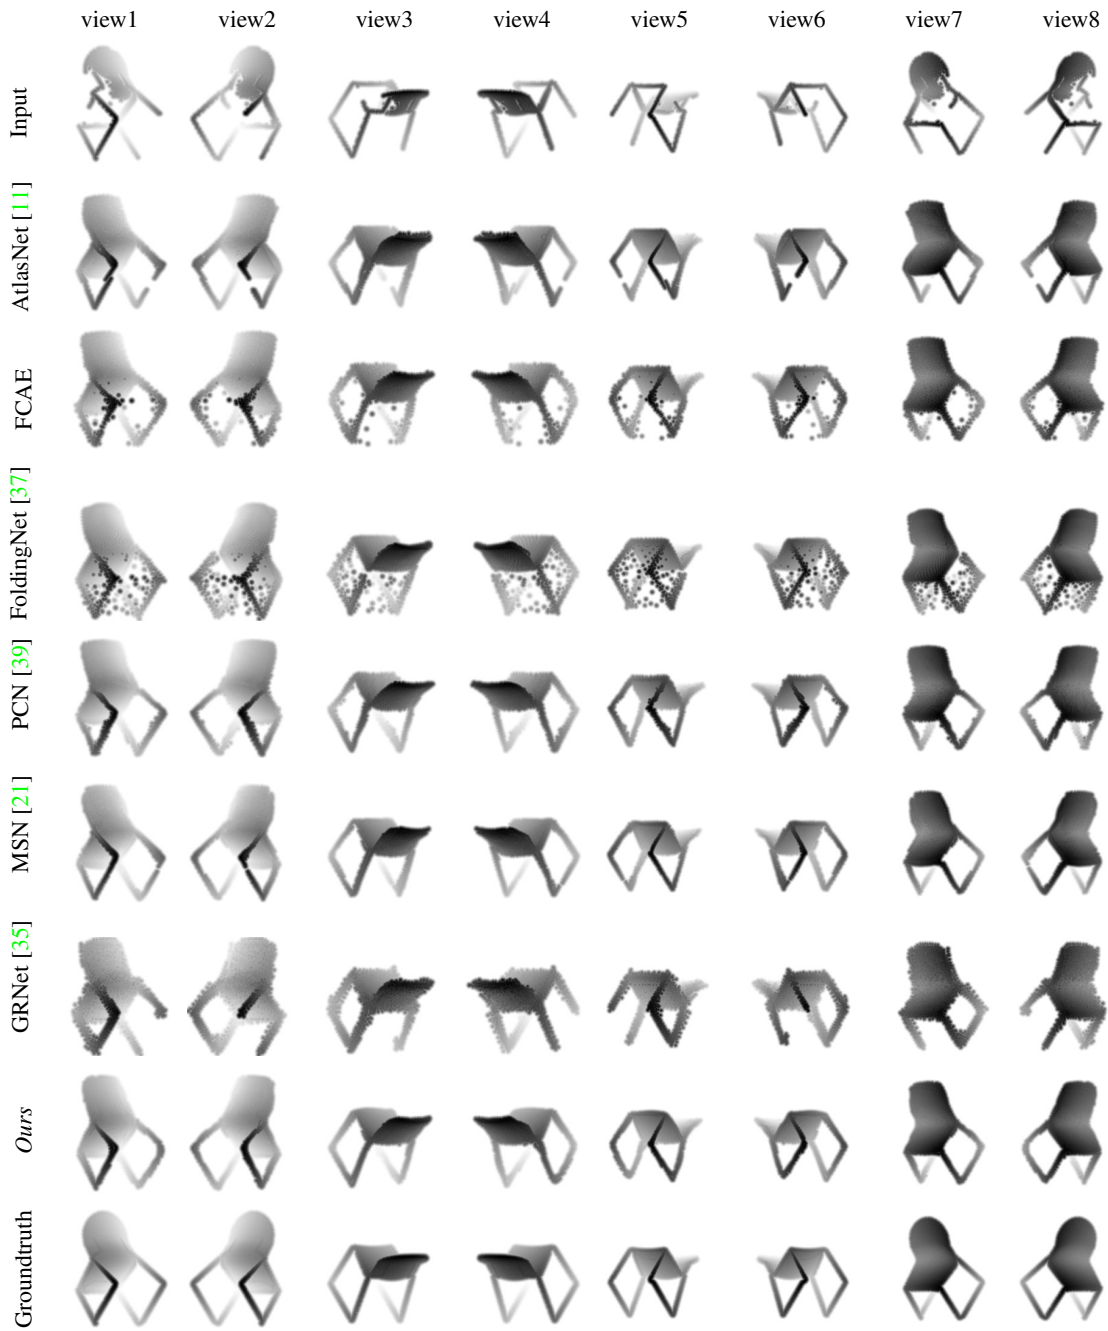 view1 view2 view3 view4 view5 view6 view7 view8
Input
AtlasNet [11]
FCAE
FoldingNet [37]
PCN [39]
MSN [21]
GRNet [35]
Ours
Groundtruth